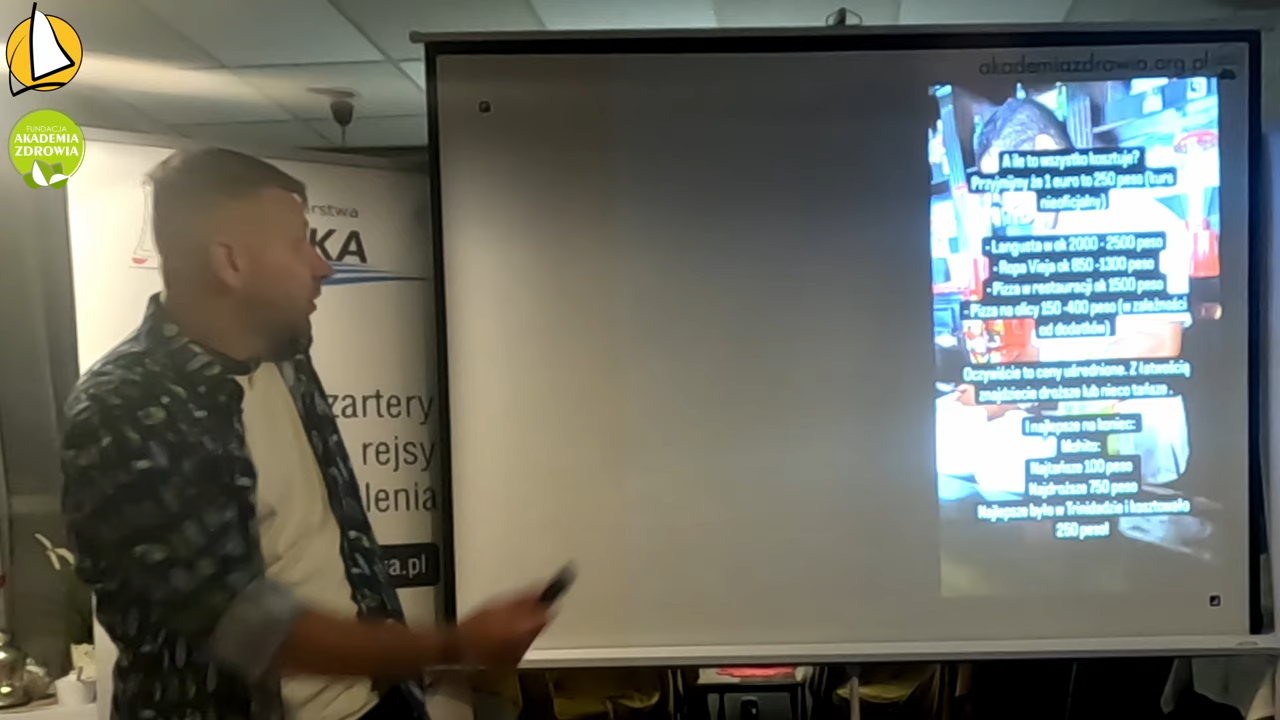 FUNDACJA
AKADEMIA
ZDROWIA
rstwa
KA
zartery
rejsy
lenia
va.pl
akademiazdrowia.org.pl
A ile to wszystko kosztuje?
Przyjmijmy że 1 euro to 250 peso (kurs
nieoficjalny)
- Langusta w ok 2000 - 2500 peso
- Ropa Vieja ok 850 -1300 peso
- Pizza w restauracji ok 1500 peso
- Pizza na ulicy 150 -400 peso (w zależności
od dodatków)
Oczywiście to ceny uśrednione. Z łatwością
znajdziecie droższe lub nieco tańsze .
I najlepsze na koniec:
Mohito:
Najtańsze 100 peso
Najdroższe 750 peso
Najlepsze było w Trinidadzie i kosztowało
250 peso!